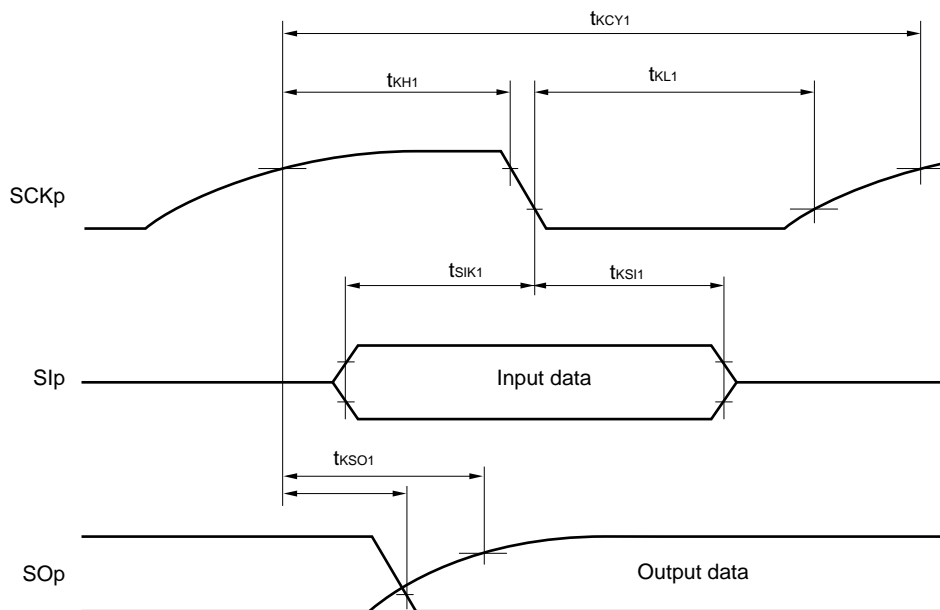 tKCY1
tKH1
tKL1
SCKp
tSIK1
tKSI1
SIp
Input data
tKSO1
SOp
Output data